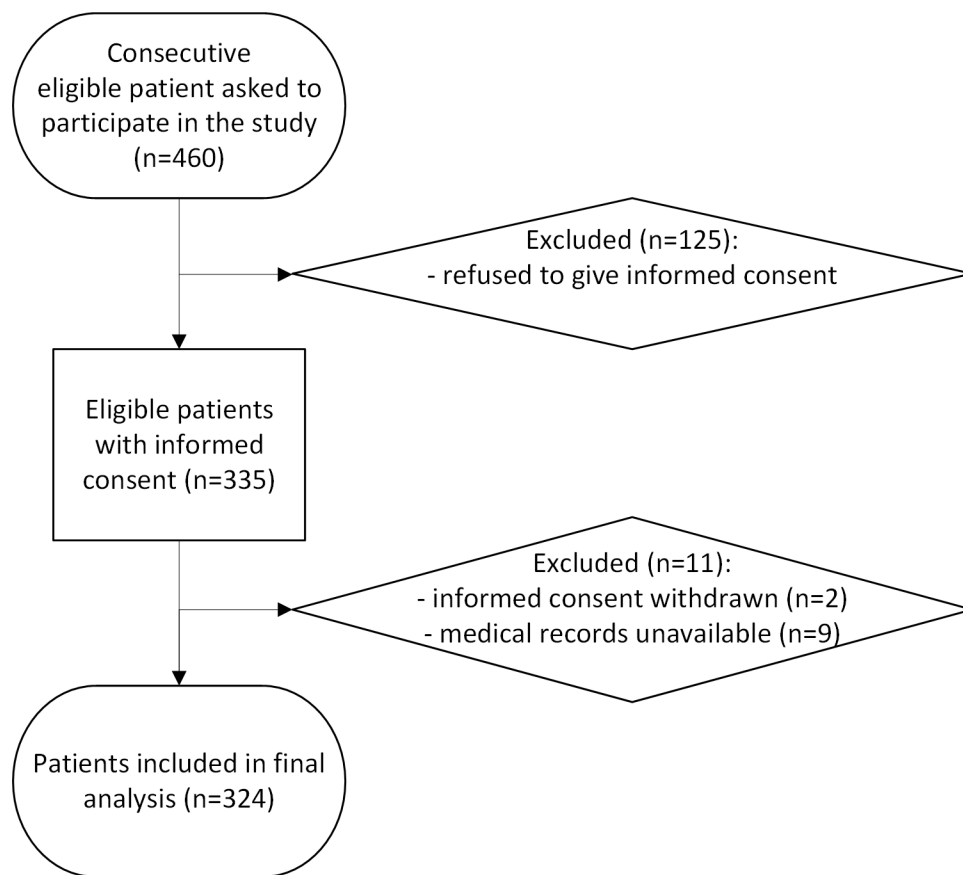 Consecutive
eligible patient asked to
participate in the study
(n=460)
Excluded (n=125):
- refused to give informed consent
Eligible patients
with informed
consent (n=335)
Excluded (n=11):
- informed consent withdrawn (n=2)
- medical records unavailable (n=9)
Patients included in final
analysis (n=324)